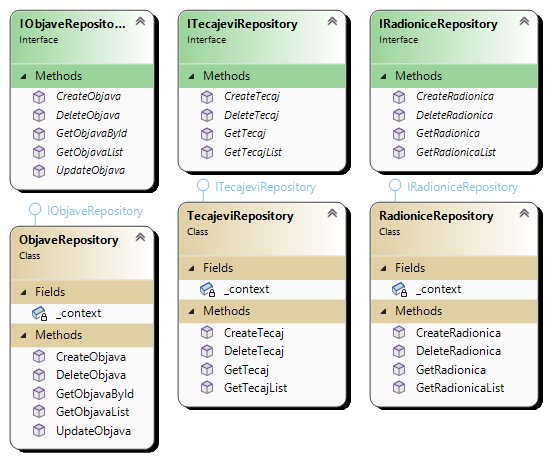 IObjaveReposito...
Interface
Methods
CreateObjava
DeleteObjava
GetObjavaById
GetObjavaList
UpdateObjava
ITecajeviRepository
Interface
Methods
CreateTecaj
DeleteTecaj
GetTecaj
GetTecajList
IRadioniceRepository
Interface
Methods
CreateRadionica
DeleteRadionica
GetRadionica
GetRadionicaList
IObjaveRepository
ObjaveRepository
Class
Fields
_context
Methods
CreateObjava
DeleteObjava
GetObjavaById
GetObjavaList
UpdateObjava
ITecajeviRepository
TecajeviRepository
Class
Fields
_context
Methods
CreateTecaj
DeleteTecaj
GetTecaj
GetTecajList
IRadioniceRepository
RadioniceRepository
Class
Fields
_context
Methods
CreateRadionica
DeleteRadionica
GetRadionica
GetRadionicaList